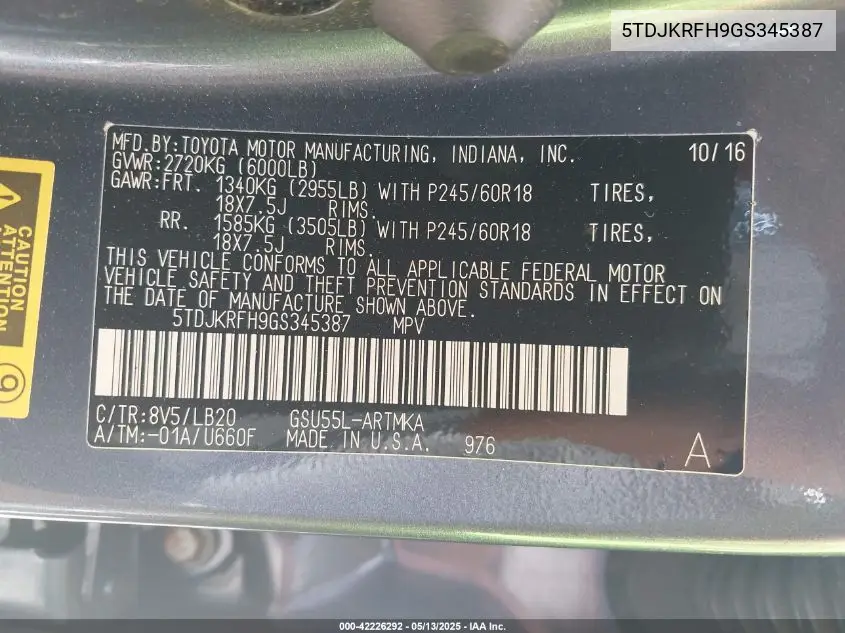 5TDJKRFH9GS345387
MFD.BY:TOYOTA MOTOR MANUFACTURING, INDIANA, INC. 10/16
GVWR:2720KG (6000LB)
GAWR:FRT. 1340KG (2955LB) WITH P245/60R18 TIRES,
18X7.5J RIMS.
RR. 1585KG (3505LB) WITH P245/60R18 TIRES,
18X7.5J RIMS.
THIS VEHICLE CONFORMS TO ALL APPLICABLE FEDERAL MOTOR
VEHICLE SAFETY AND THEFT PREVENTION STANDARDS IN EFFECT ON
THE DATE OF MANUFACTURE SHOWN ABOVE.
5TDJKRFH9GS345387 MPV
C/TR:8V5/LB20 GSU55L-ARTMKA
A/TM:-01A/U660F MADE IN U.S.A. 976
A
CAUTION
ATTENTION
000-42226292 - 05/13/2025 - IAA Inc.